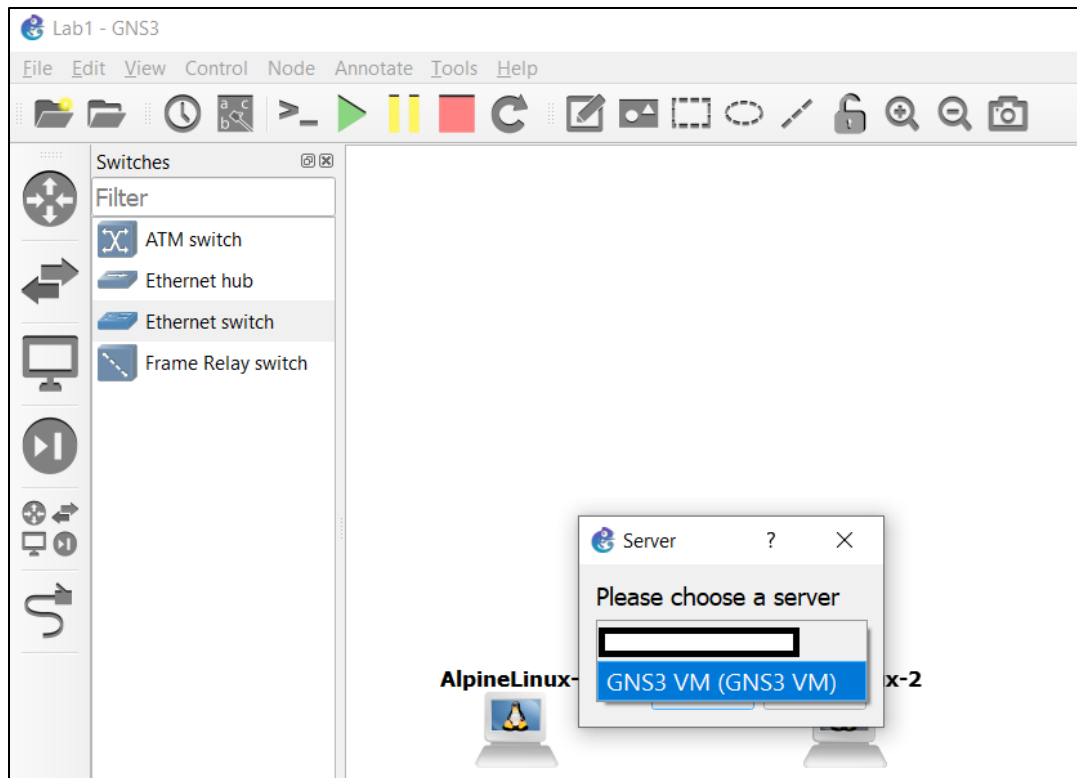 Lab1 - GNS3
File Edit View Control Node Annotate Tools Help
Switches
Filter
ATM switch
Ethernet hub
Ethernet switch
Frame Relay switch
Server ?
Please choose a server
GNS3 VM (GNS3 VM)
AlpineLinux- x-2